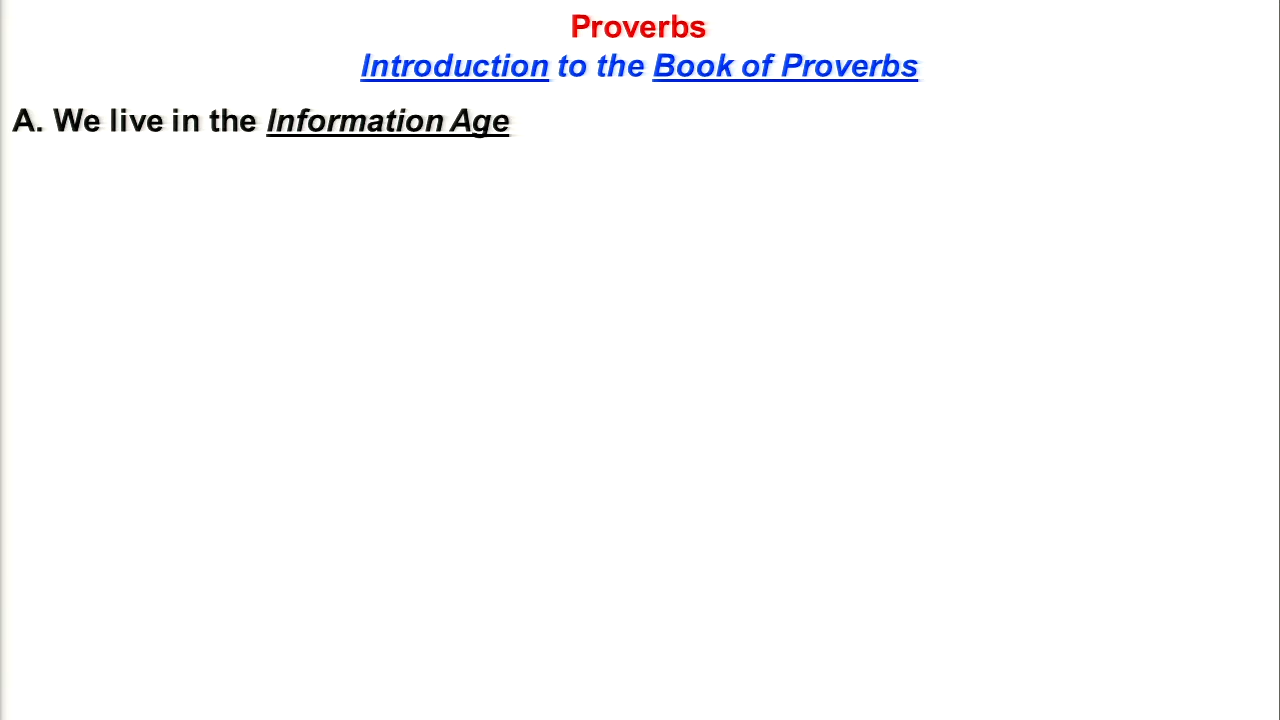 Proverbs
Introduction to the Book of Proverbs
A. We live in the Information Age